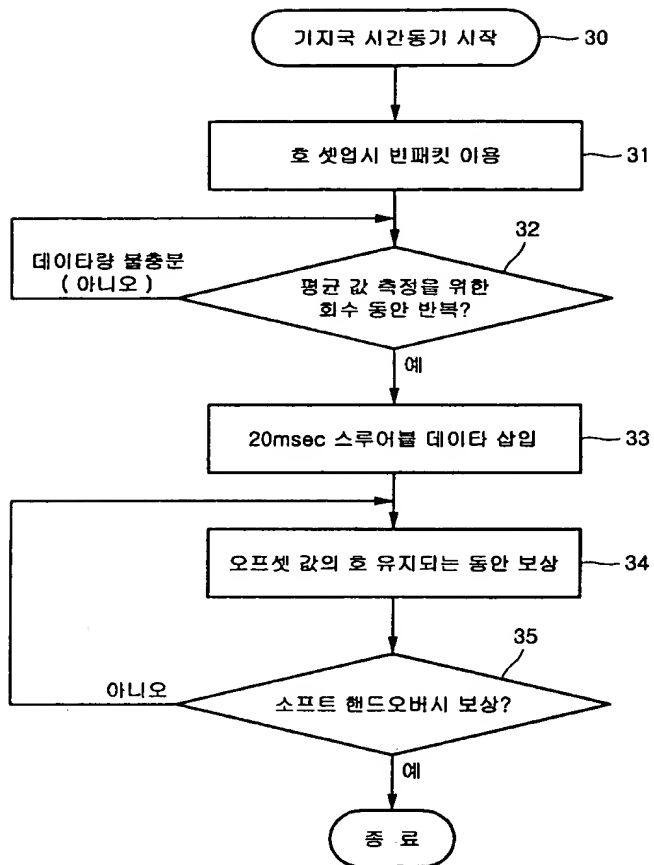 기지국 시간동기 시작
30
호 셋업시 빈패킷 이용
31
32
데이타량 불충분
( 아니오 )
평균 값 측정을 위한
회수 동안 반복?
예
20msec 스루어블 데이타 삽입
33
오프셋 값의 호 유지되는 동안 보상
34
35
아니오
소프트 핸드오버시 보상?
예
종 료